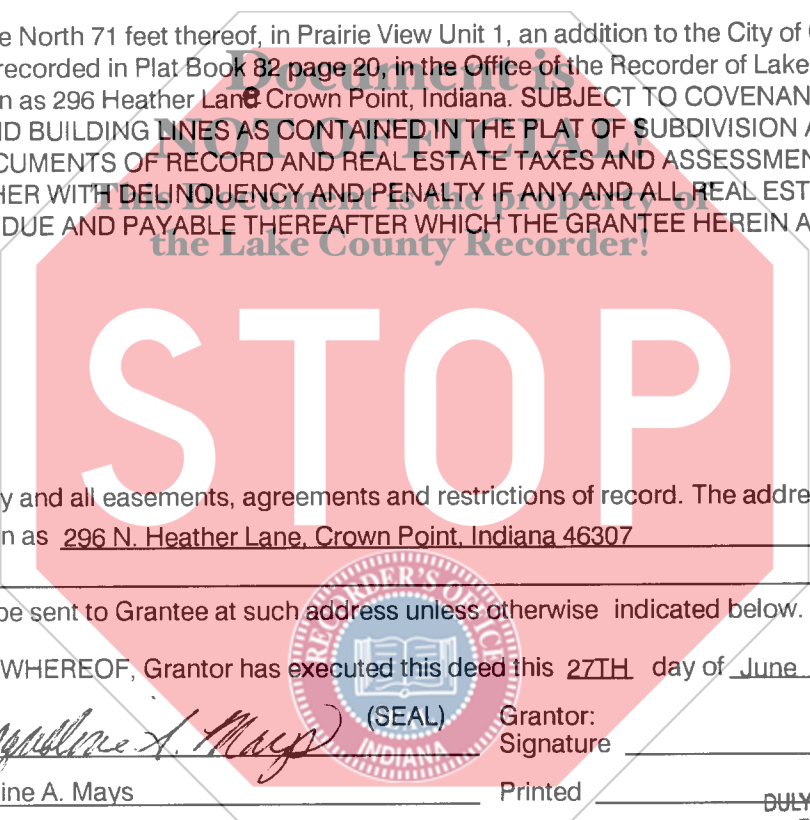 e North 71 feet thereof, in Prairie View Unit 1, an addition to the City of
Document is
recorded in Plat Book 82 page 20, in the Office of the Recorder of Lake
n as 296 Heather Lane Crown Point, Indiana. SUBJECT TO COVENAN
NOT OFFICIAL!
ND BUILDING LINES AS CONTAINED IN THE PLAT OF SUBDIVISION A
CUMENTS OF RECORD AND REAL ESTATE TAXES AND ASSESSMEN
This Document is the property of
HER WITH DELINQUENCY AND PENALTY IF ANY AND ALL REAL EST
DUE AND PAYABLE THEREAFTER WHICH THE GRANTEE HEREIN A
the Lake County Recorder!
STOP
y and all easements, agreements and restrictions of record. The addre
n as 296 N. Heather Lane, Crown Point, Indiana 46307
RECORDER'S OFFICE
be sent to Grantee at such address unless otherwise indicated below.
WHEREOF, Grantor has executed this deed this 27TH day of June
(SEAL) Grantor:
A. Mays Signature
INDIANA
ine A. Mays Printed
DULY